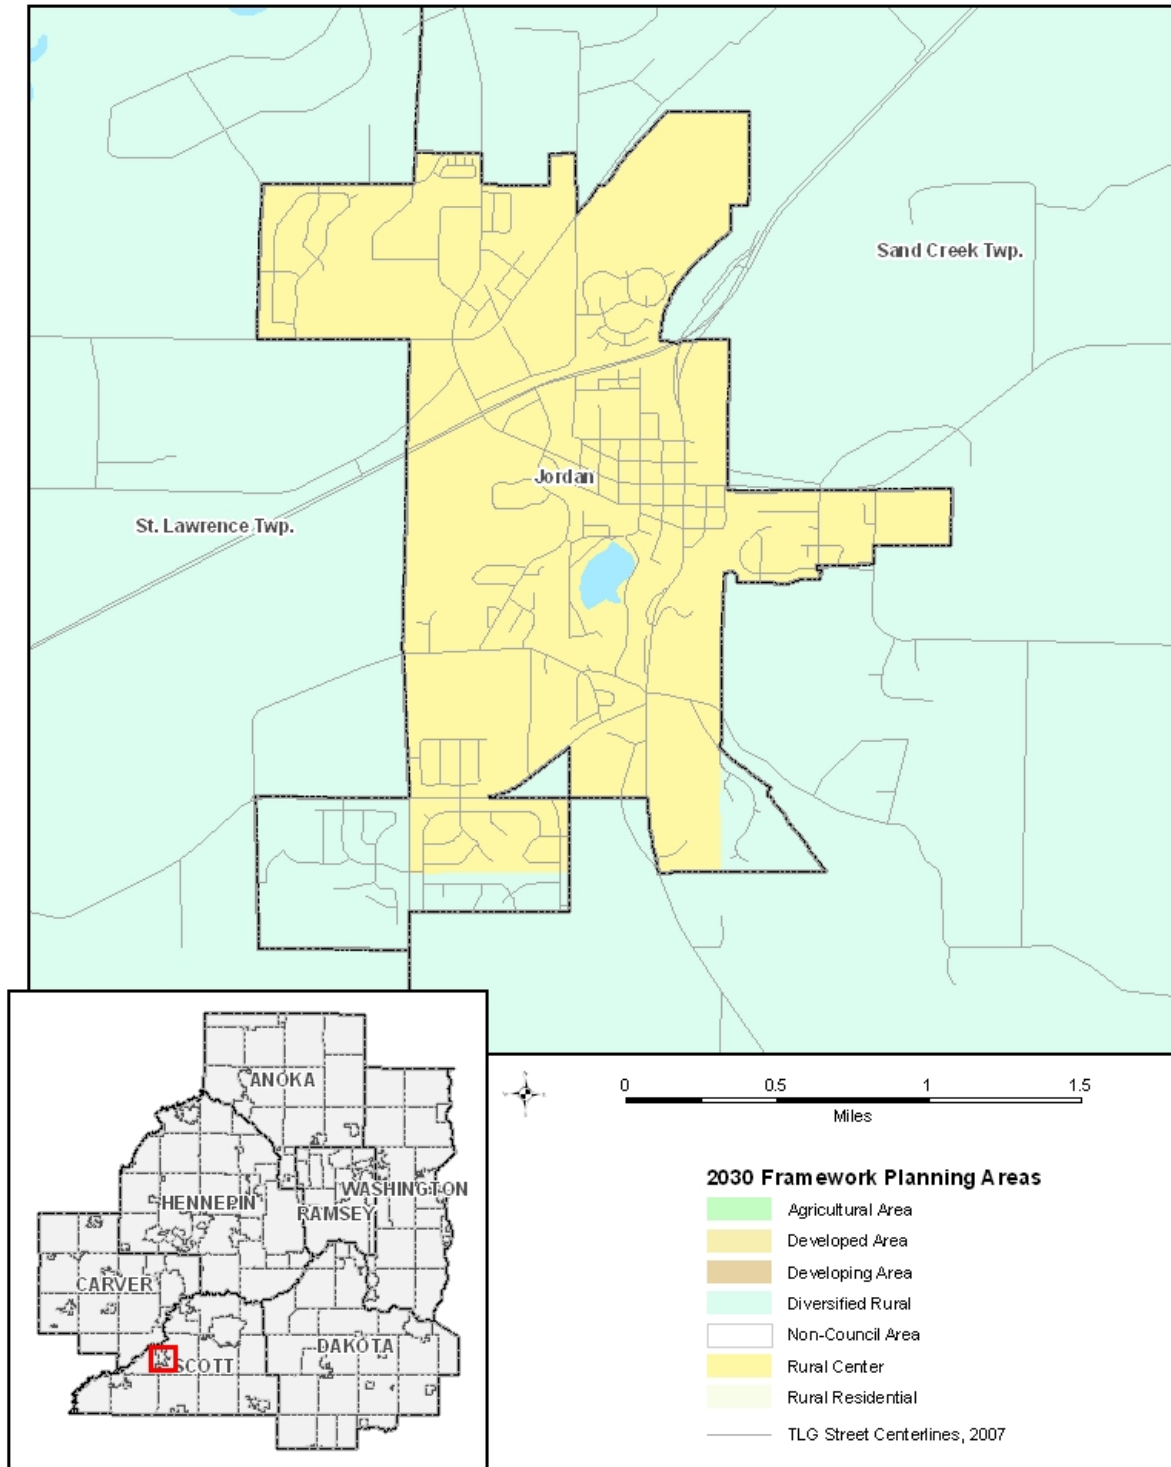 Sand Creek Twp.
Jordan
St. Lawrence Twp.
ANOKA
WASHINGTON
HENNEPIN
RAMSEY
CARVER
DAKOTA
SCOTT
0 0.5 1 1.5
Miles
2030 Framework Planning Areas
Agricultural Area
Developed Area
Developing Area
Diversified Rural
Non-Council Area
Rural Center
Rural Residential
TLG Street Centerlines, 2007